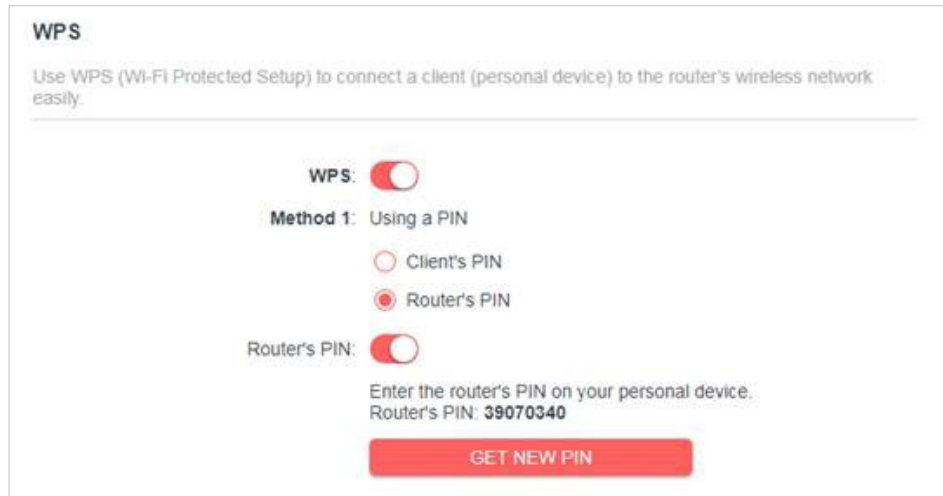 WPS
Use WPS (Wi-Fi Protected Setup) to connect a client (personal device) to the router's wireless network
easily.
WPS:
Method 1: Using a PIN
Client's PIN
Router's PIN
Router's PIN:
Enter the router's PIN on your personal device.
Router's PIN: 39070340
GET NEW PIN